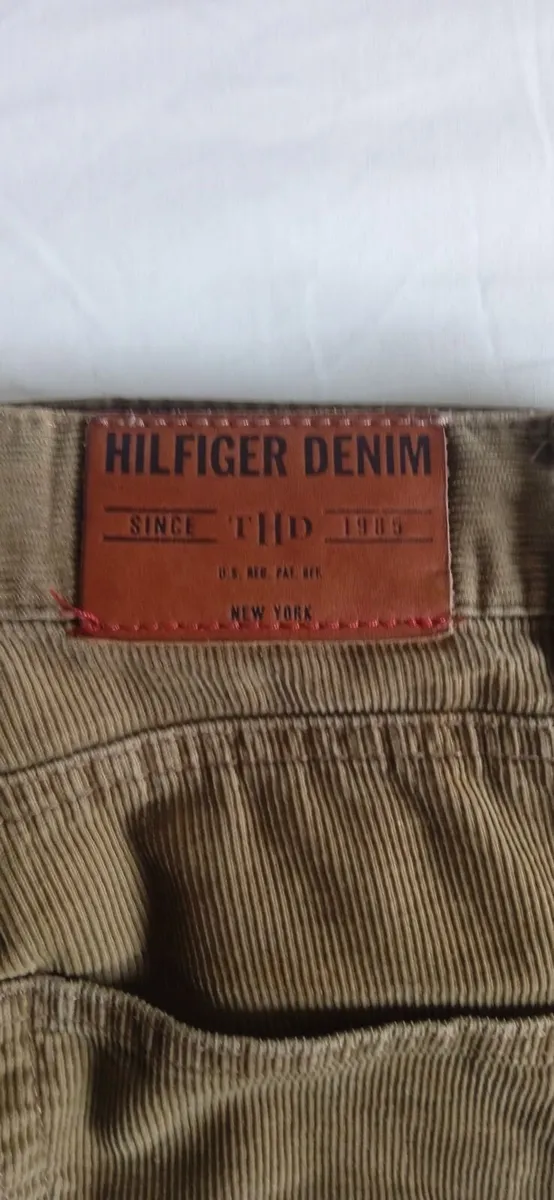 HILFIGER DENIM
SINCE THD 1985
U.S. REG. PAT. OFF.
NEW YORK